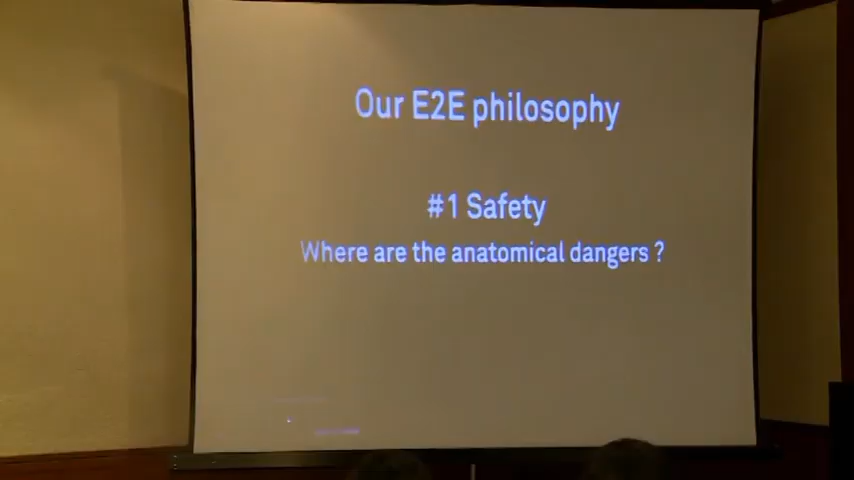 Our E2E philosophy
#1 Safety
Where are the anatomical dangers ?